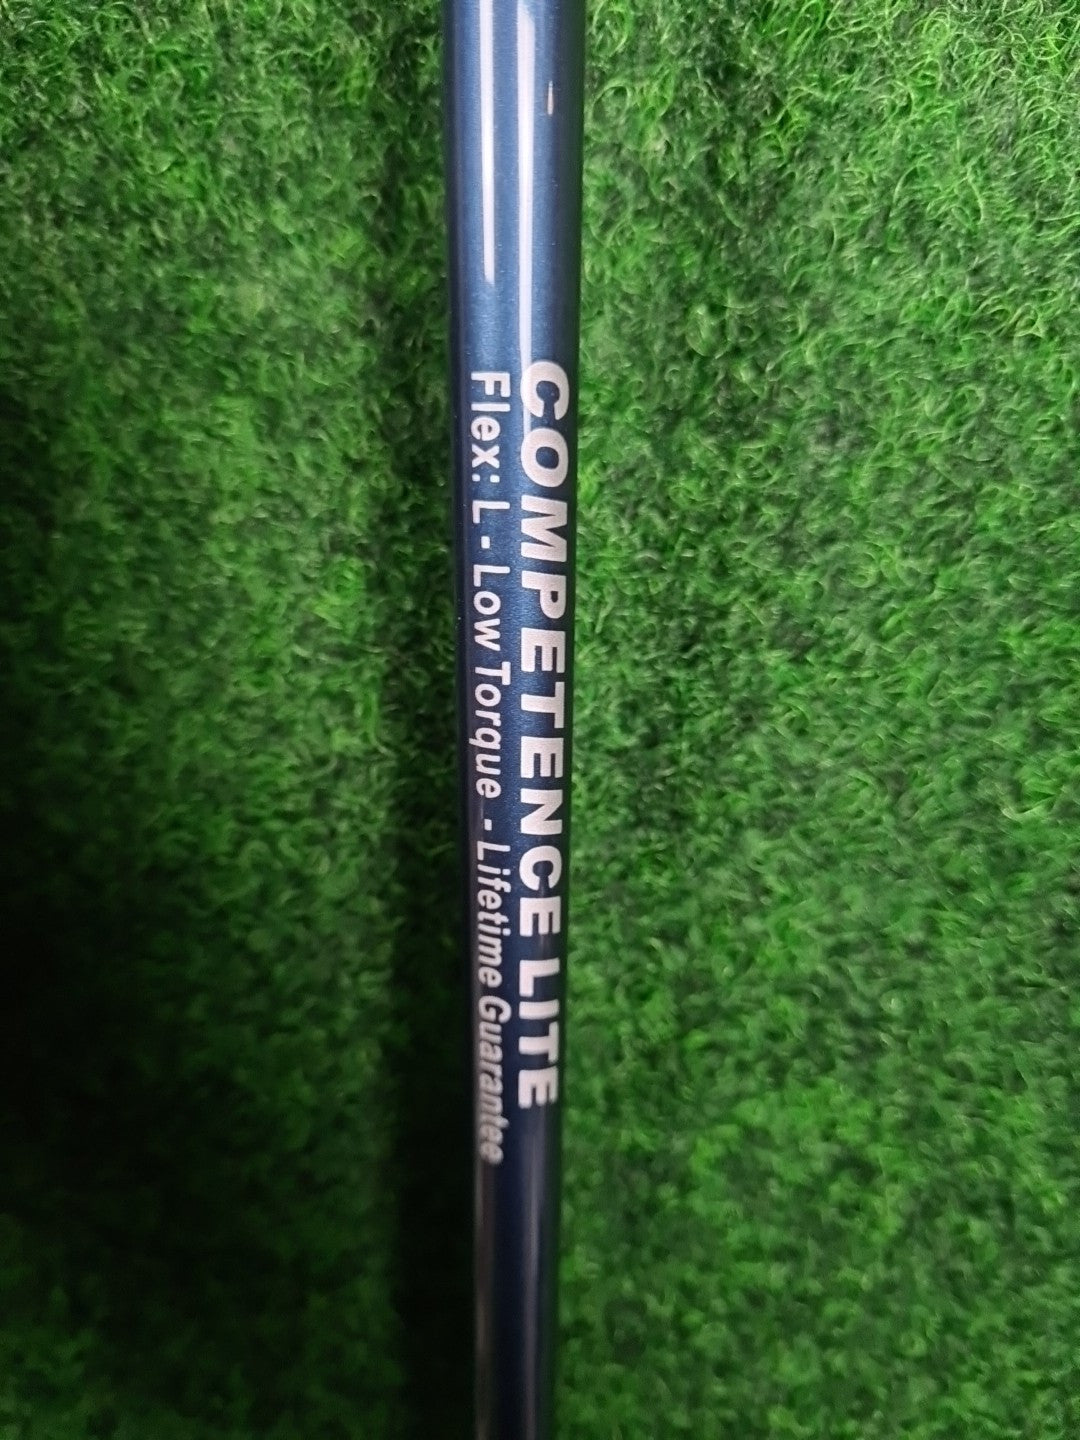 COMPETENCE LITE
Flex: L - Low Torque - Lifetime Guarantee